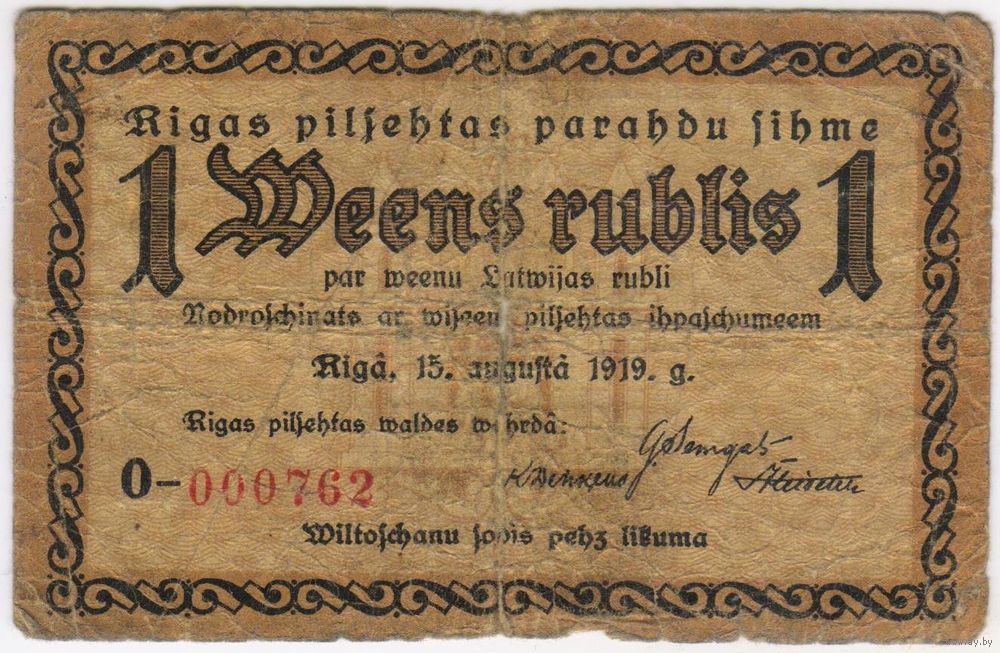 Rigas pilſehtas parahdu ſihme
1 Weens rublis 1
par weenu Latwijas rubli
Nodroſchinats ar wiſeem pilſehtas ihpaſchumeem
Rigâ, 15. auguſtâ 1919. g.
Rigas pilſehtas waldes wahrdâ:
0-000762
Wiltoſchanu ſods pehz likuma